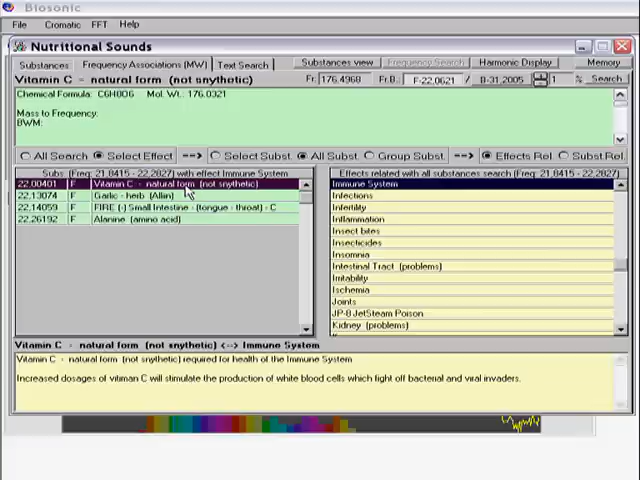 Biosonic
File Cromatic FFT Help
Nutritional Sounds
Substances Frequency Associations (MW) Text Search Substances view Frequency Search Harmonic Display Memory
Vitamin C - natural form (not snythetic) Fr. 176,4968 Fr.B.: F-22,0621 / B-31,2005 1 % Search
Chemical Formula: C6H8O6 Mol. Wt.: 176.0321
Mass to Frequency:
BWM:
All Search Select Effect ==> Select Subst. All Subst. Group Subst. ==> Effects Rel. Subst.Rel.
Subs. (Freq: 21,8415 - 22,2827) with effect Immune System
22,00401 F Vitamin C - natural form (not snythetic)
22,13074 F Garlic - herb (Allin)
22,14059 F FIRE (-) Small Intestine - (tongue - throat) - C
22,26192 F Alanine (amino acid)
Effects related with all substances search (21,8415 - 22,2827)
Immune System
Infections
Infertility
Inflammation
Insect bites
Insecticides
Insomnia
Intestinal Tract (problems)
Irritability
Ischemia
Joints
JP-8 JetSteam Poison
Kidney (problems)
Vitamin C - natural form (not snythetic) <--> Immune System
Vitamin C - natural form (not snythetic) required for health of the Immune System
Increased dosages of vitiman C will stimulate the production of white blood cells which fight off bacterial and viral invaders.